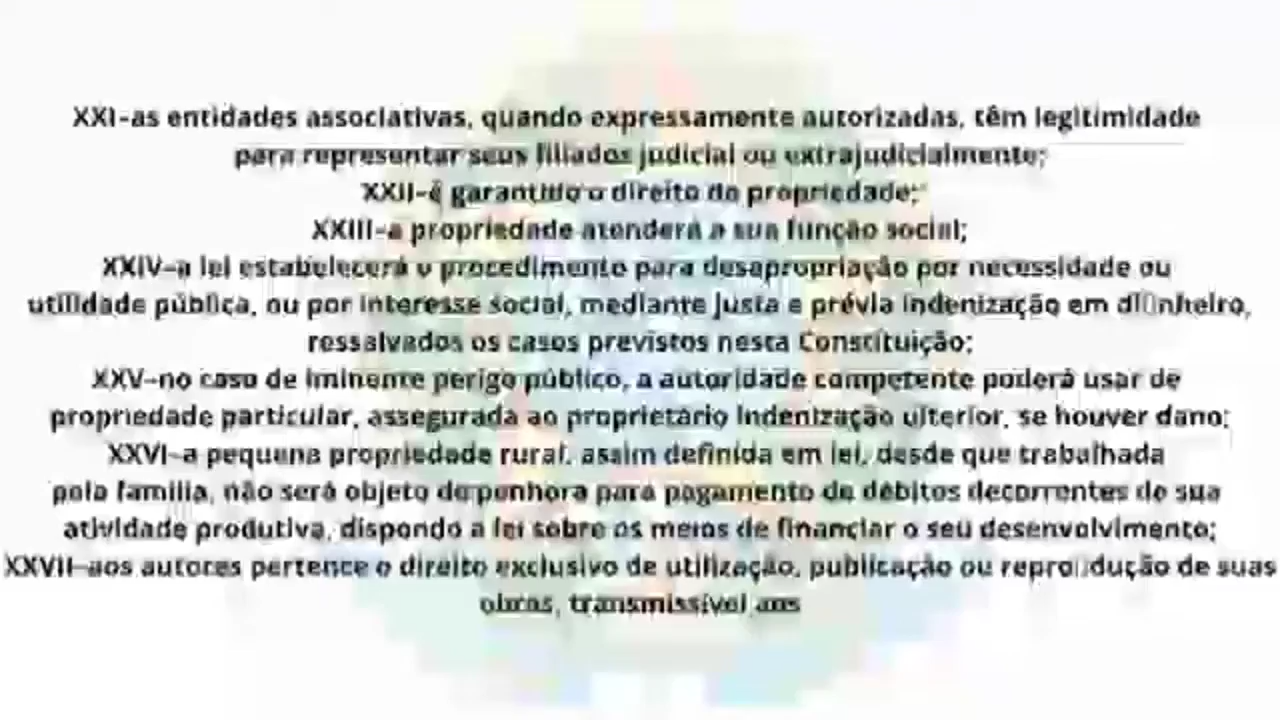 XXI-as entidades associativas, quando expressamente autorizadas, têm legitimidade
para representar seus filiados judicial ou extrajudicialmente;
XXII-é garantido o direito de propriedade;
XXIII-a propriedade atenderá a sua função social;
XXIV-a lei estabelecerá o procedimento para desapropriação por necessidade ou
utilidade pública, ou por interesse social, mediante justa e prévia indenização em di▯nheiro,
ressalvados os casos previstos nesta Constituição;
XXV-no caso de iminente perigo público, a autoridade competente poderá usar de
propriedade particular, assegurada ao proprietário indenização ulterior, se houver dano;
XXVI-a pequena propriedade rural, assim definida em lei, desde que trabalhada
pela família, não será objeto de penhora para pagamento de débitos decorrentes de sua
atividade produtiva, dispondo a lei sobre os meios de financiar o seu desenvolvimento;
XXVII-aos autores pertence o direito exclusivo de utilização, publicação ou repro▯dução de suas
obras, transmissível aos